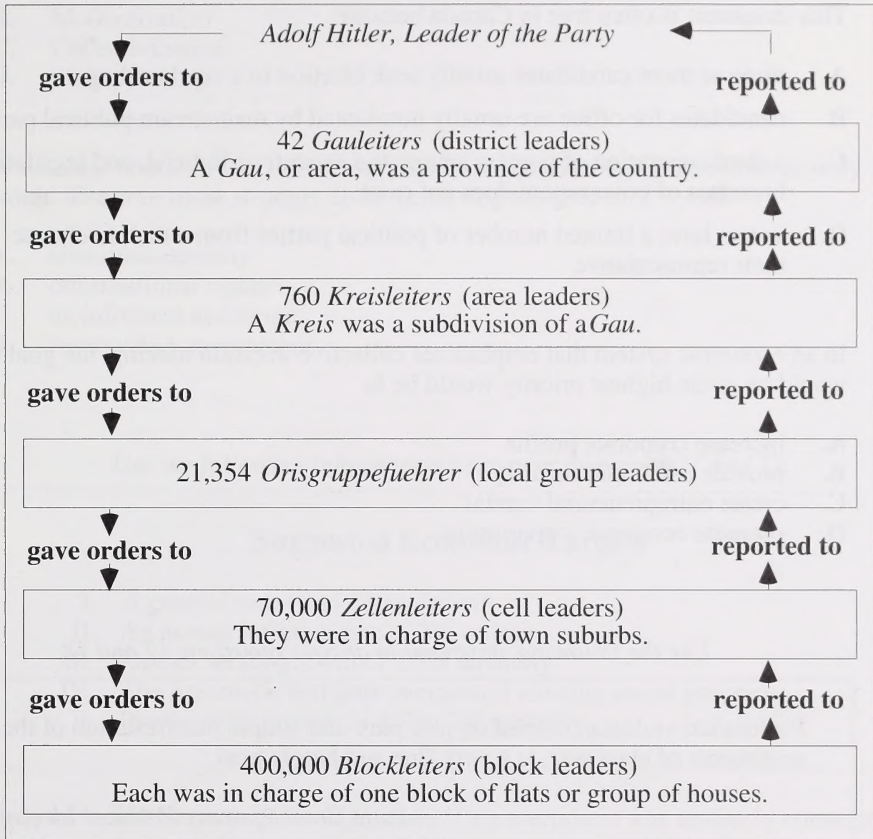 Adolf Hitler, Leader of the Party
gave orders to
reported to
42 Gauleiters (district leaders)
A Gau, or area, was a province of the country.
gave orders to
reported to
760 Kreisleiters (area leaders)
A Kreis was a subdivision of a Gau.
gave orders to
reported to
21,354 Orisgruppefuehrer (local group leaders)
gave orders to
reported to
70,000 Zellenleiters (cell leaders)
They were in charge of town suburbs.
gave orders to
reported to
400,000 Blockleiters (block leaders)
Each was in charge of one block of flats or group of houses.